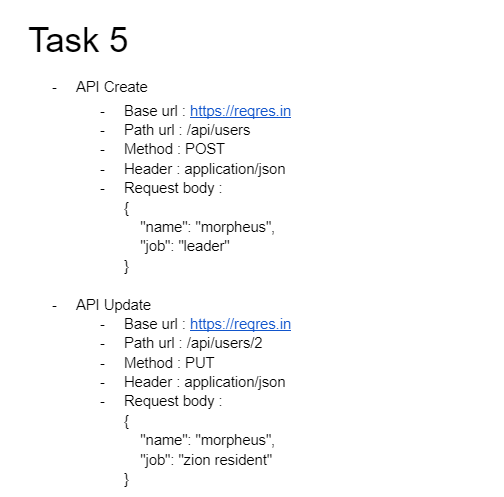 Task 5
- API Create
- Base url : https://reqres.in
- Path url : /api/users
- Method : POST
- Header : application/json
- Request body :
{
"name": "morpheus",
"job": "leader"
}
- API Update
- Base url : https://reqres.in
- Path url : /api/users/2
- Method : PUT
- Header : application/json
- Request body :
{
"name": "morpheus",
"job": "zion resident"
}